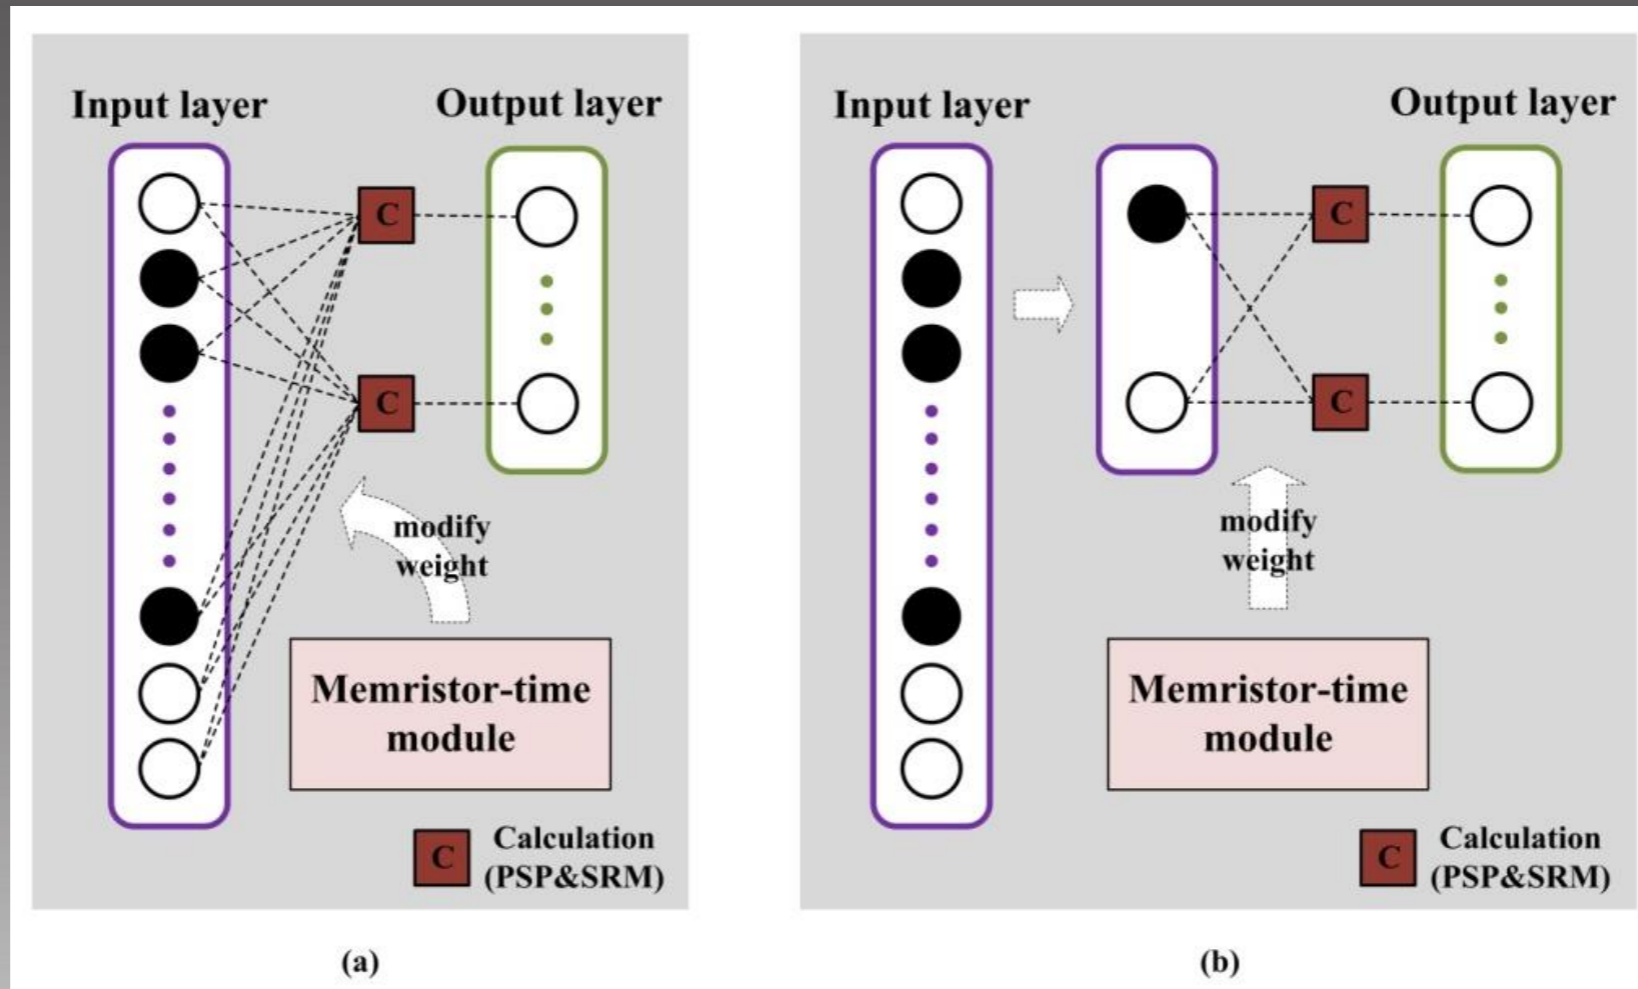 Input layer
Output layer
C
C
modify
weight
Memristor-time
module
C
Calculation
(PSP&SRM)
(a)
Input layer
Output layer
C
C
modify
weight
Memristor-time
module
C
Calculation
(PSP&SRM)
(b)